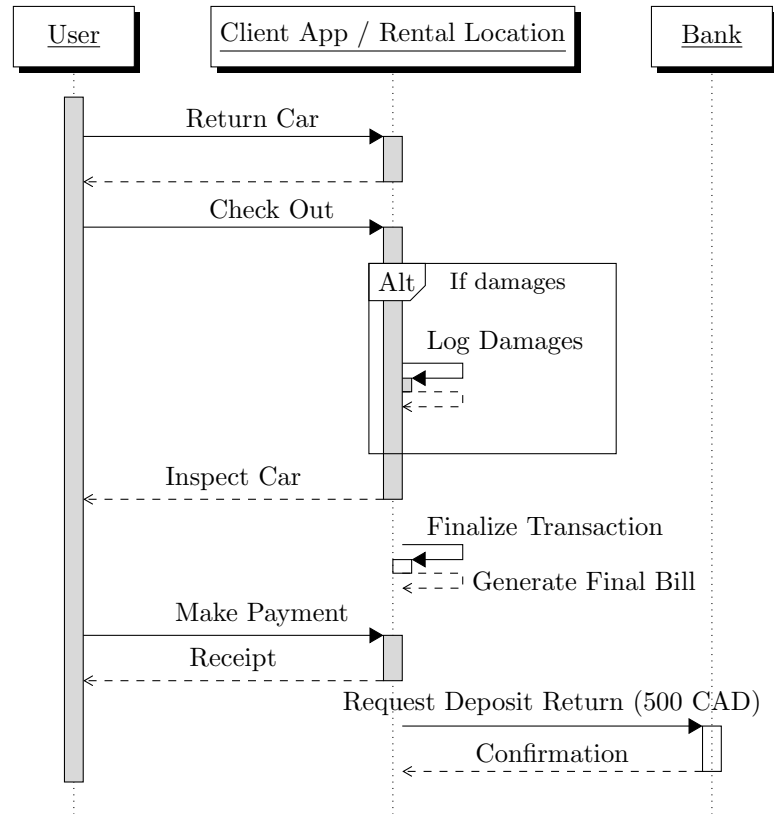 User
Client App / Rental Location
Bank
Return Car
Check Out
Alt
If damages
Log Damages
Inspect Car
Finalize Transaction
Generate Final Bill
Make Payment
Receipt
Request Deposit Return (500 CAD)
Confirmation